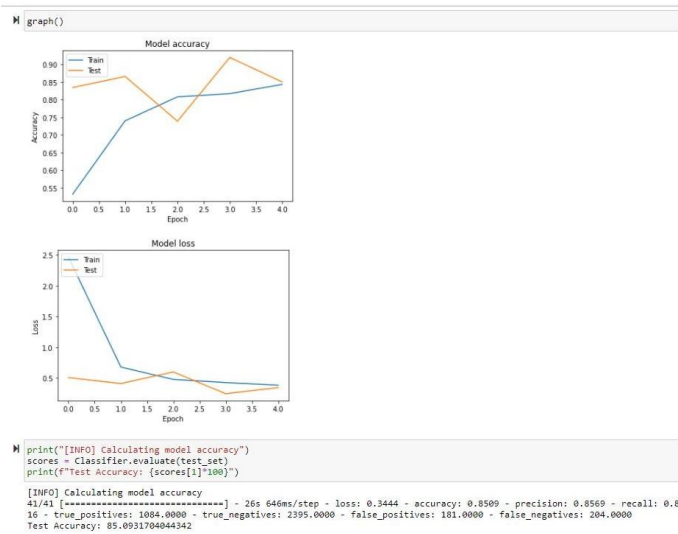 graph()
Model accuracy
Train
Test
0.90
0.85
0.80
0.75
0.70
0.65
0.60
0.55
Accuracy
0.0 0.5 1.0 1.5 2.0 2.5 3.0 3.5 4.0
Epoch
Model loss
Train
Test
2.5
2.0
1.5
1.0
0.5
Loss
0.0 0.5 1.0 1.5 2.0 2.5 3.0 3.5 4.0
Epoch
print("[INFO] Calculating model accuracy")
scores = Classifier.evaluate(test_set)
print(f"Test Accuracy: {scores[1]*100}")
[INFO] Calculating model accuracy
41/41 [==============================] - 26s 646ms/step - loss: 0.3444 - accuracy: 0.8509 - precision: 0.8569 - recall: 0.8
16 - true_positives: 1084.0000 - true_negatives: 2395.0000 - false_positives: 181.0000 - false_negatives: 204.0000
Test Accuracy: 85.0931704044342